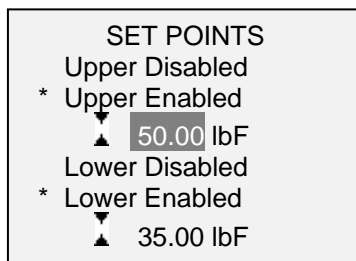 SET POINTS
Upper Disabled
* Upper Enabled
50.00 lbF
Lower Disabled
* Lower Enabled
35.00 lbF